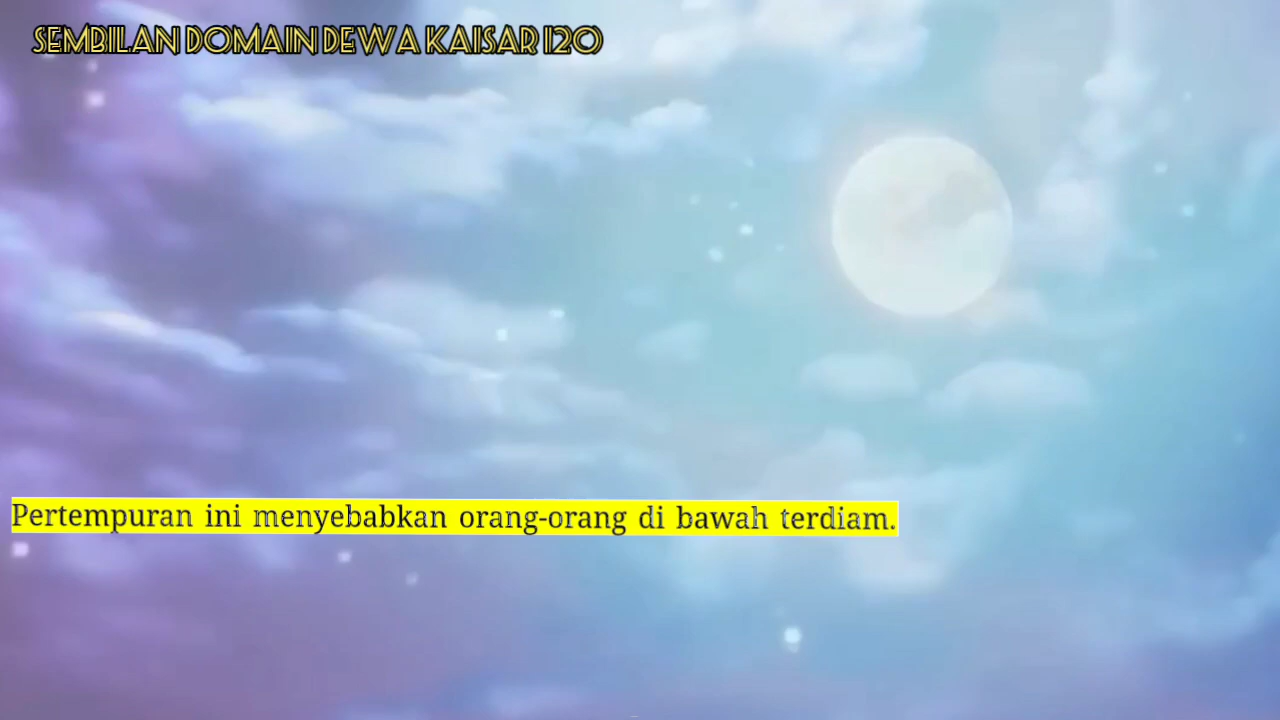 SEMBILAN DOMAIN DEWA KAISAR 120
Pertempuran ini menyebabkan orang-orang di bawah terdiam.